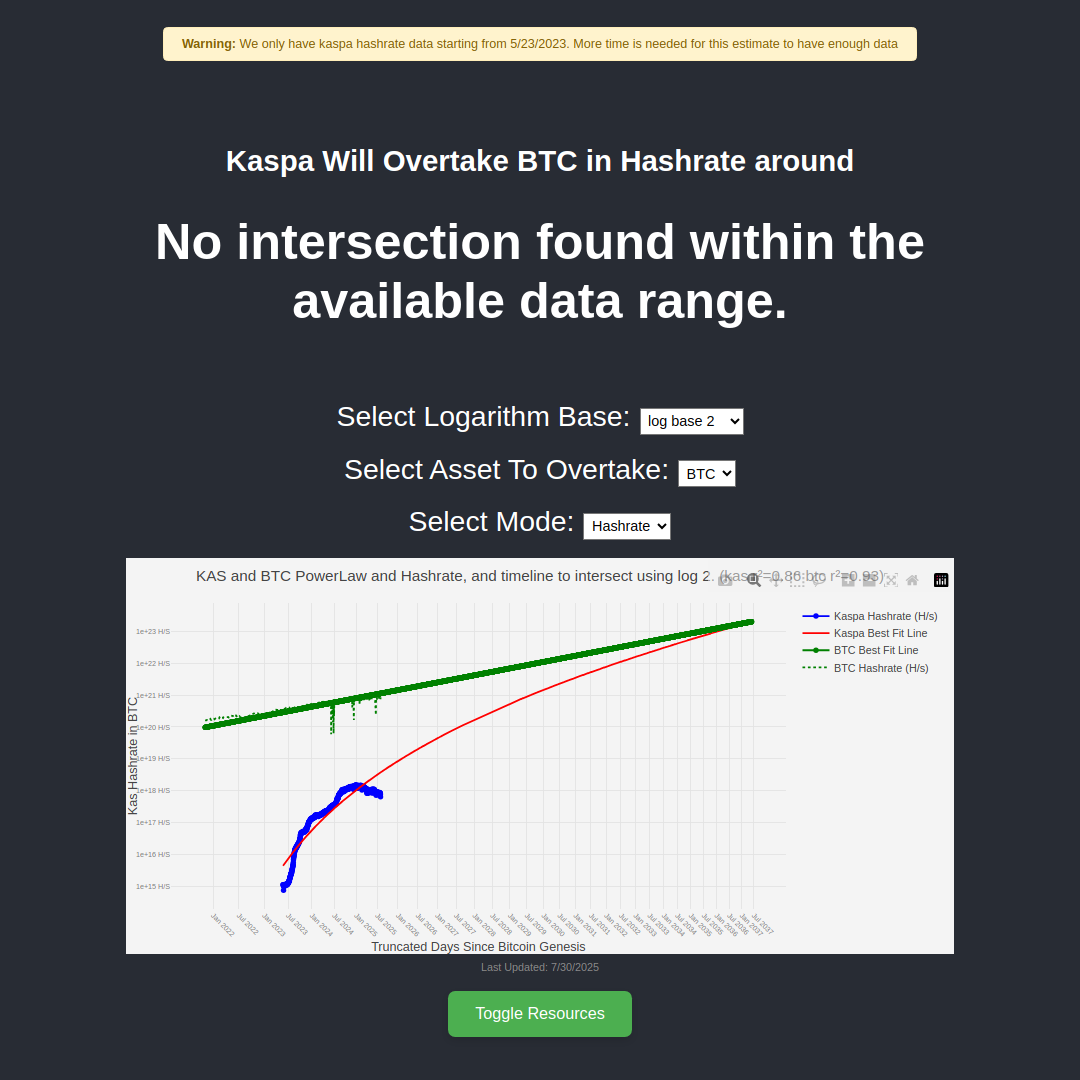 Warning: We only have kaspa hashrate data starting from 5/23/2023. More time is needed for this estimate to have enough data
Kaspa Will Overtake BTC in Hashrate around
No intersection found within the
available data range.
Select Logarithm Base: log base 2
Select Asset To Overtake: BTC
Select Mode: Hashrate
KAS and BTC PowerLaw and Hashrate, and timeline to intersect using log 2. (kas r²=0.86 btc r²=0.93)
Kaspa Hashrate (H/s)
Kaspa Best Fit Line
BTC Best Fit Line
BTC Hashrate (H/s)
Kas Hashrate in BTC
1e+23 H/S
1e+22 H/S
1e+21 H/S
1e+20 H/S
1e+19 H/S
1e+18 H/S
1e+17 H/S
1e+16 H/S
1e+15 H/S
Jan 2022
Jul 2022
Jan 2023
Jul 2023
Jan 2024
Jul 2024
Jan 2025
Jul 2025
Jan 2026
Jul 2026
Jan 2027
Jul 2027
Jan 2028
Jul 2028
Jan 2029
Jul 2029
Jan 2030
Jul 2030
Jan 2031
Jul 2031
Jan 2032
Jul 2032
Jan 2033
Jul 2033
Jan 2034
Jul 2034
Jan 2035
Jul 2035
Jan 2036
Jul 2036
Jan 2037
Jul 2037
Truncated Days Since Bitcoin Genesis
Last Updated: 7/30/2025
Toggle Resources